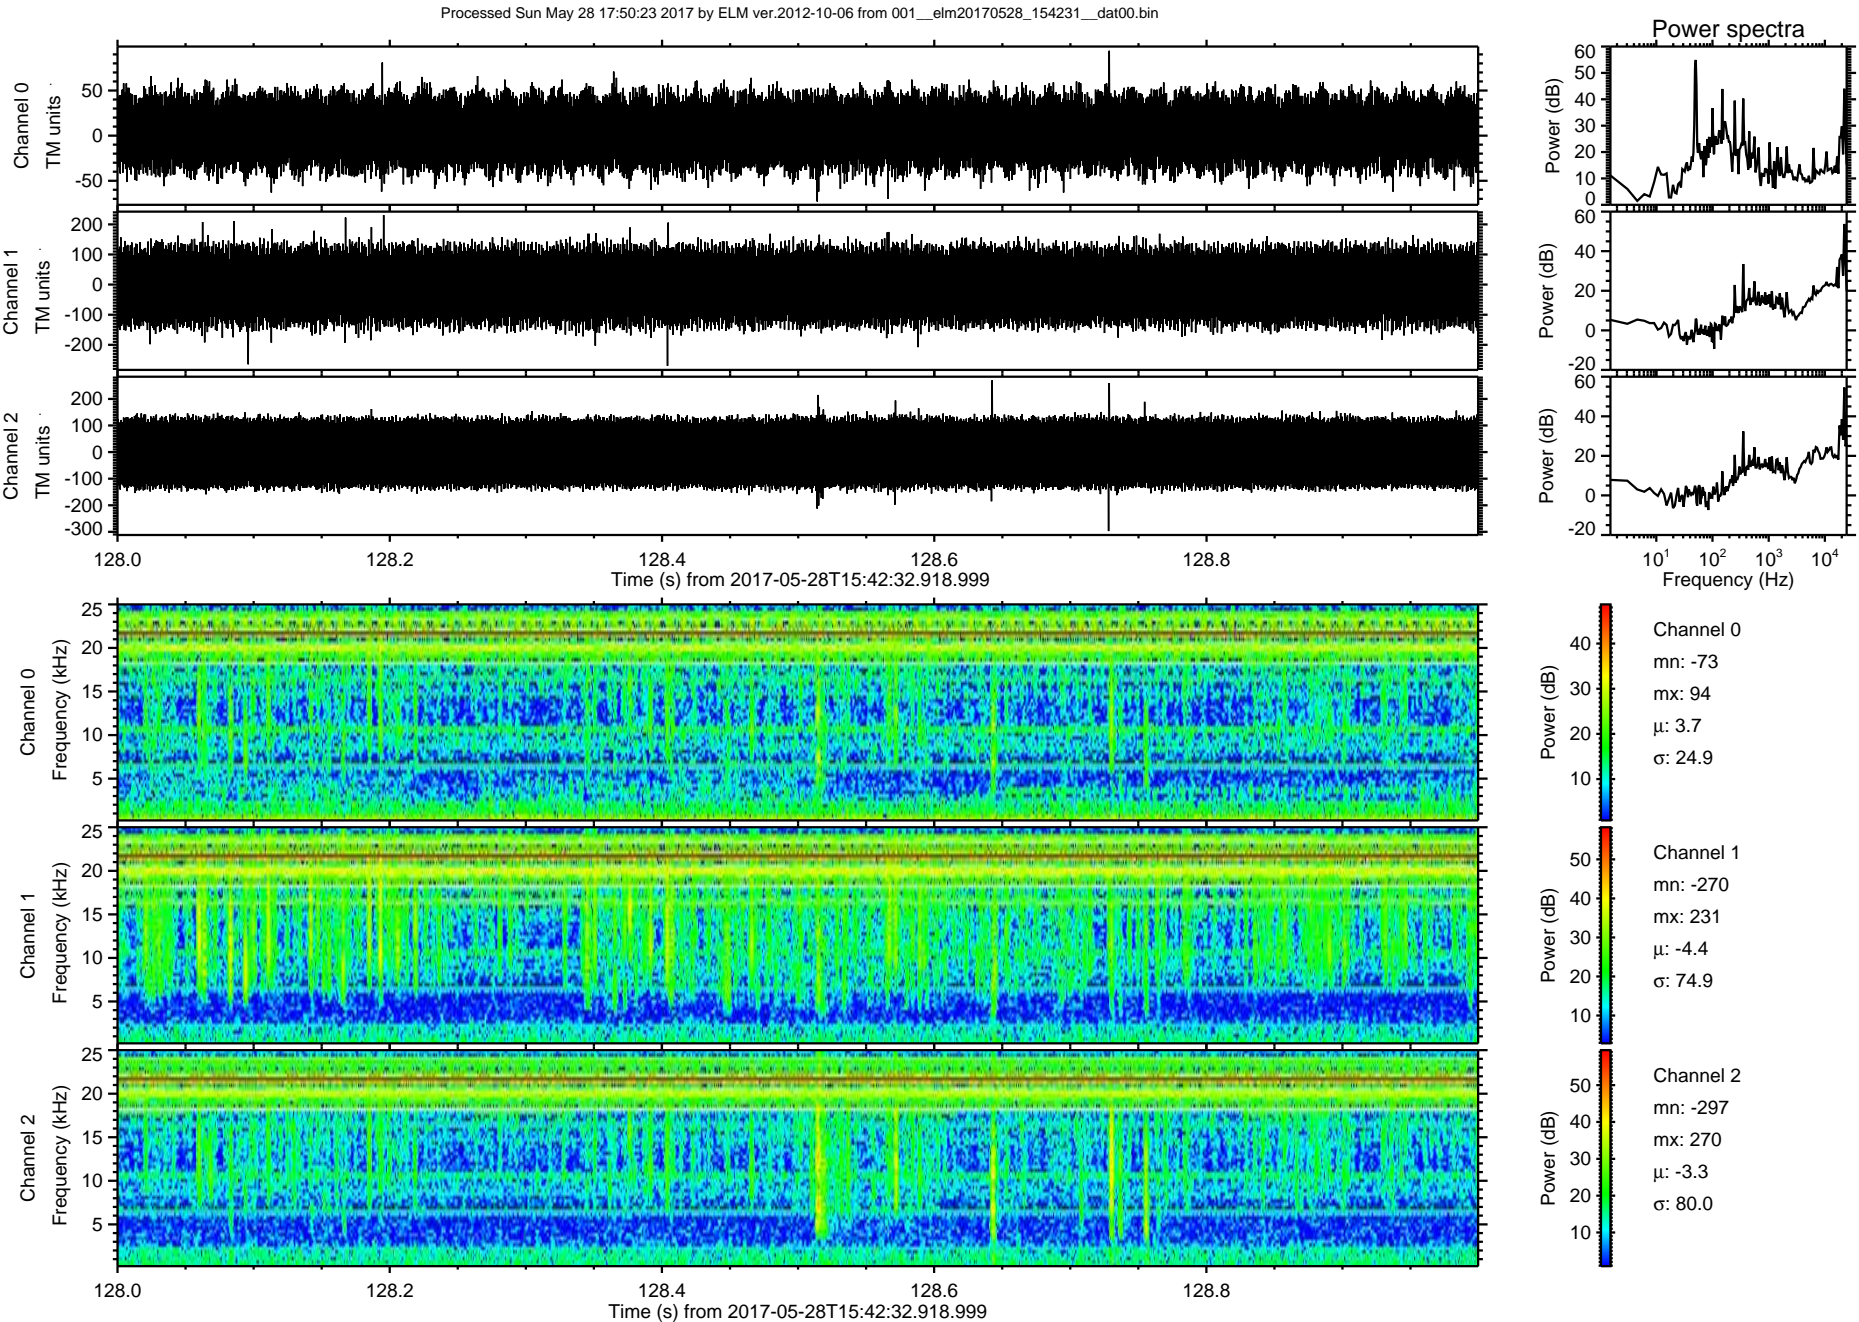 Processed Sun May 28 17:50:23 2017 by ELM ver.2012-10-06 from 001__elm20170528_154231__dat00.bin
Power spectra
Channel 0
TM units
50
0
-50
Power (dB)
60
50
40
30
20
10
0
Channel 1
TM units
200
100
0
-100
-200
Power (dB)
60
40
20
0
-20
Channel 2
TM units
200
100
0
-100
-200
-300
Power (dB)
60
40
20
0
-20
128.0 128.2 128.4 128.6 128.8
Time (s) from 2017-05-28T15:42:32.918.999
10^1 10^2 10^3 10^4
Frequency (Hz)
Channel 0
Frequency (kHz)
25
20
15
10
5
Power (dB)
40
30
20
10
Channel 0
mn: -73
mx: 94
μ: 3.7
σ: 24.9
Channel 1
Frequency (kHz)
25
20
15
10
5
Power (dB)
50
40
30
20
10
Channel 1
mn: -270
mx: 231
μ: -4.4
σ: 74.9
Channel 2
Frequency (kHz)
25
20
15
10
5
Power (dB)
50
40
30
20
10
Channel 2
mn: -297
mx: 270
μ: -3.3
σ: 80.0
128.0 128.2 128.4 128.6 128.8
Time (s) from 2017-05-28T15:42:32.918.999